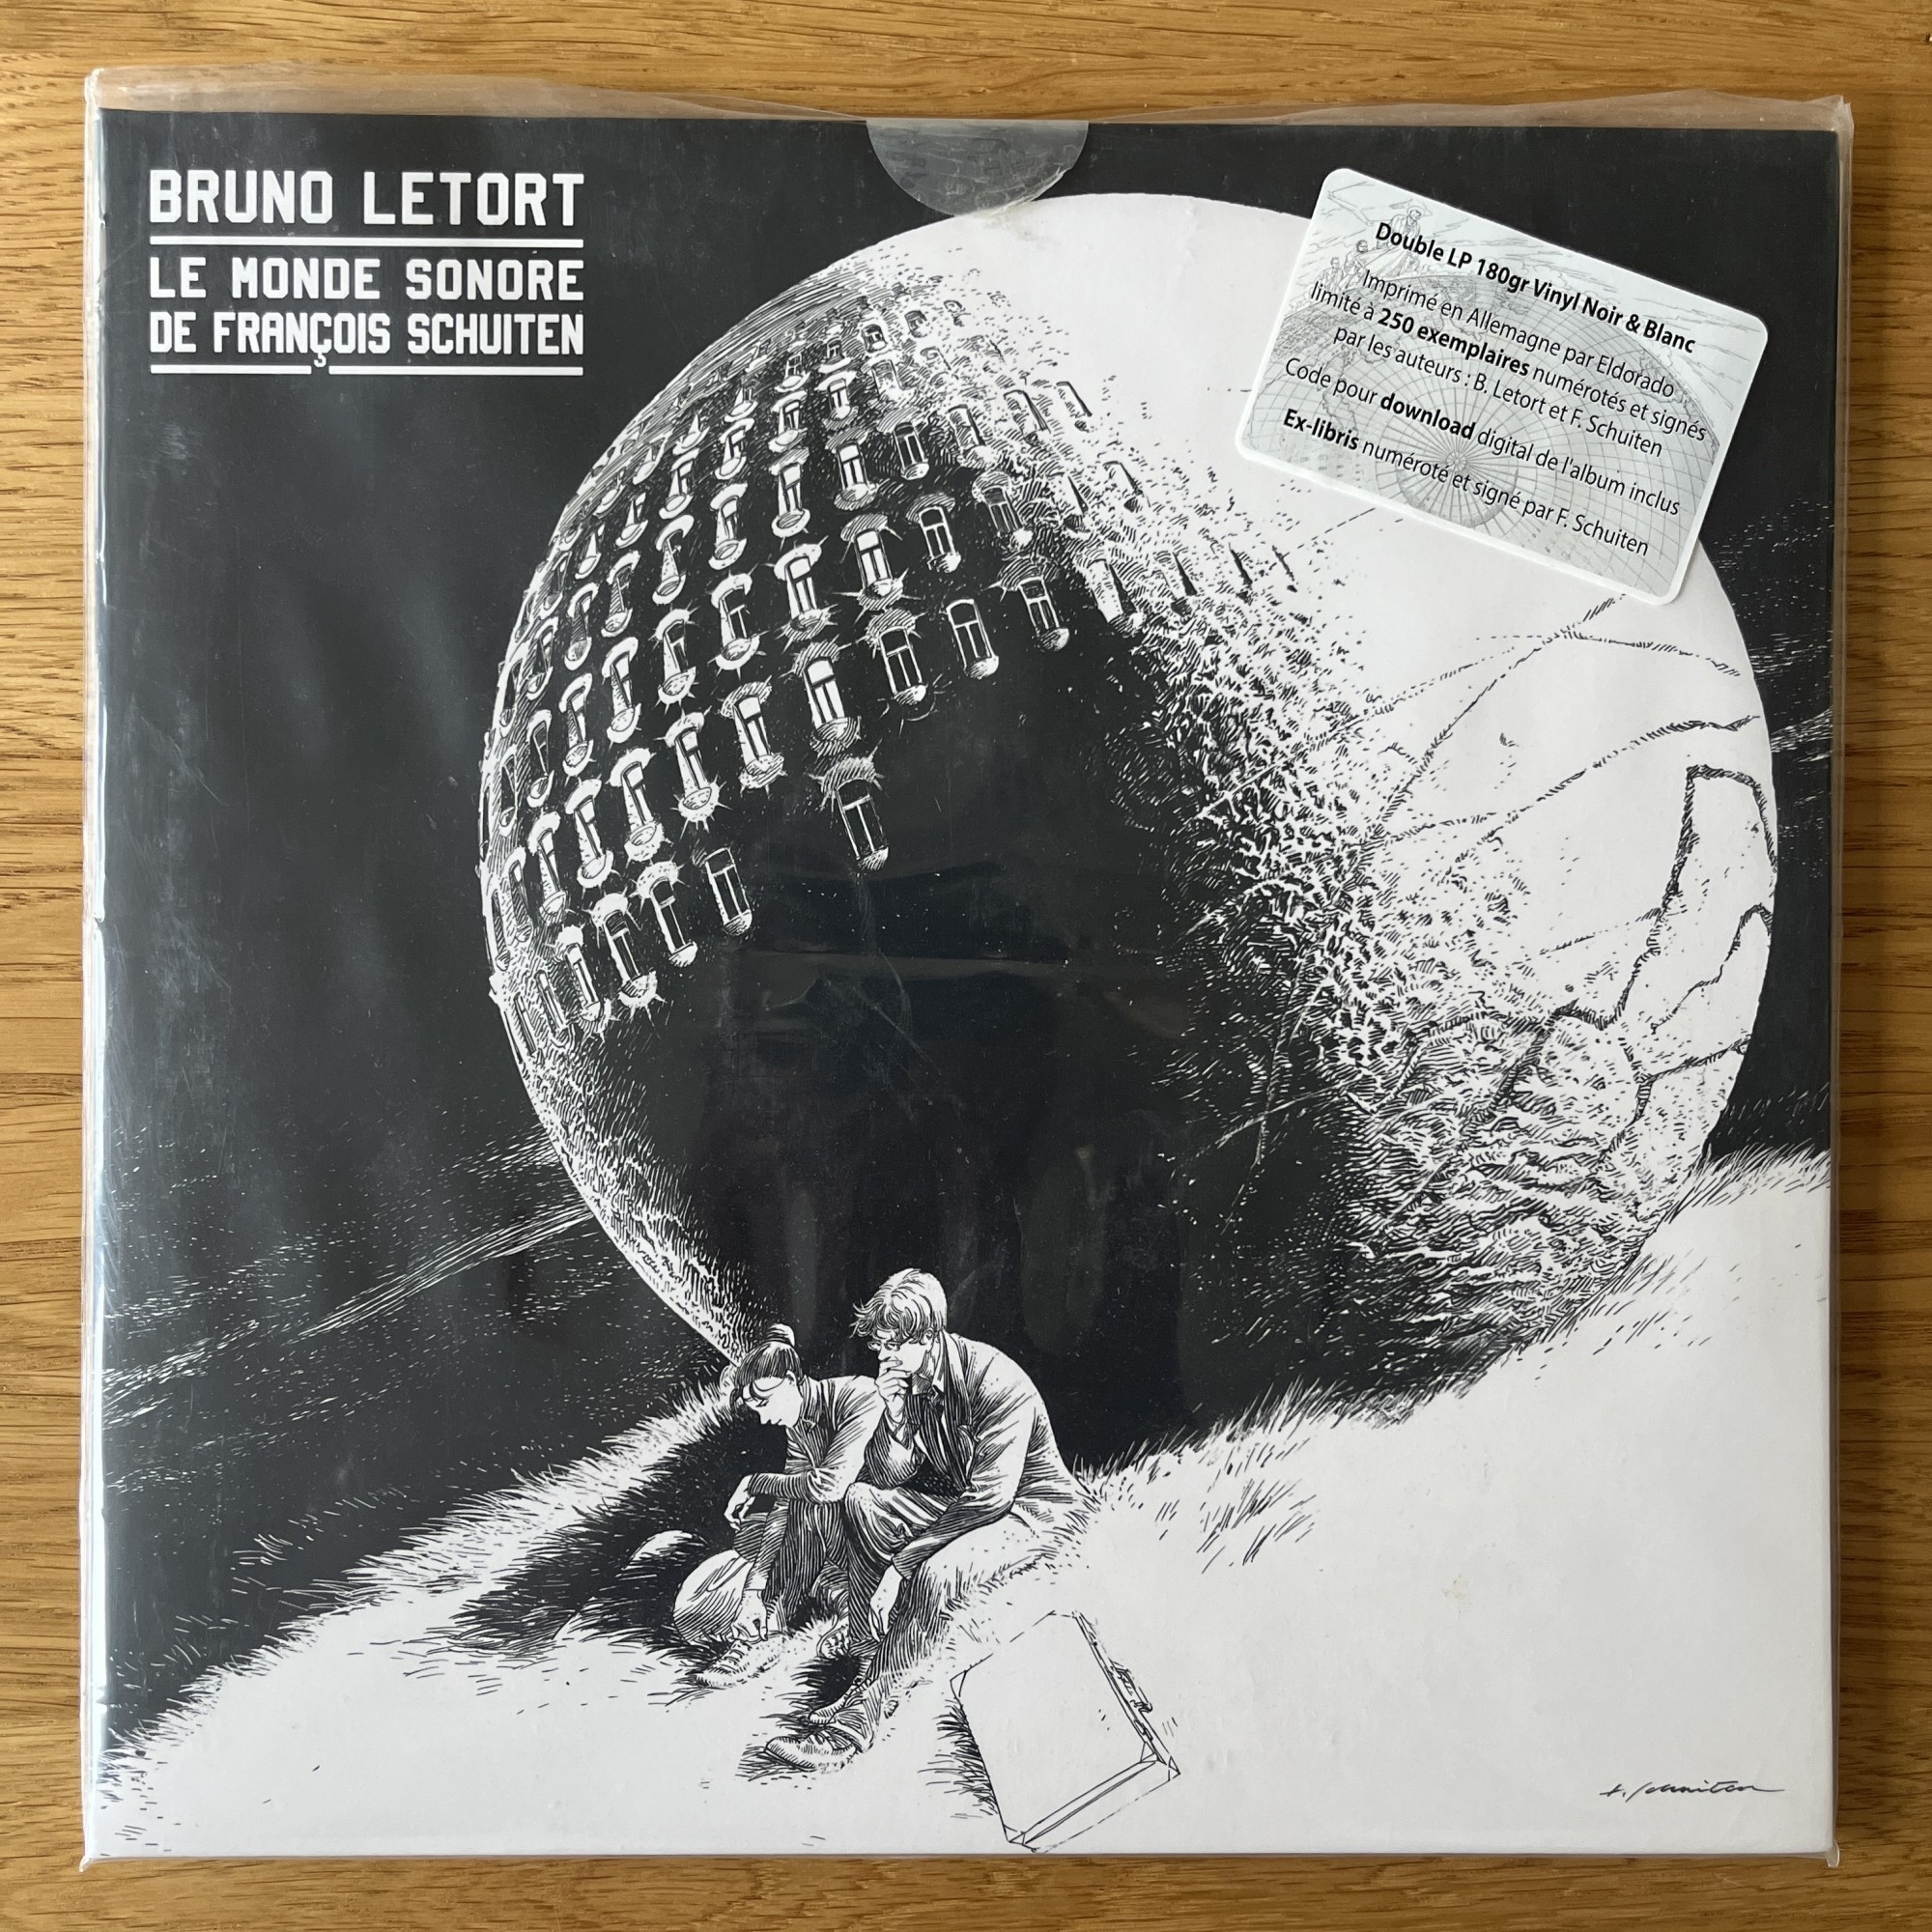 BRUNO LETORT
LE MONDE SONORE
DE FRANÇOIS SCHUITEN
Double LP 180gr Vinyl Noir & Blanc
Imprimé en Allemagne par Eldorado
limité à 250 exemplaires numérotés et signés
par les auteurs : B. Letort et F. Schuiten
Code pour download digital de l'album inclus
Ex-libris numéroté et signé par F. Schuiten
F. Schuiten